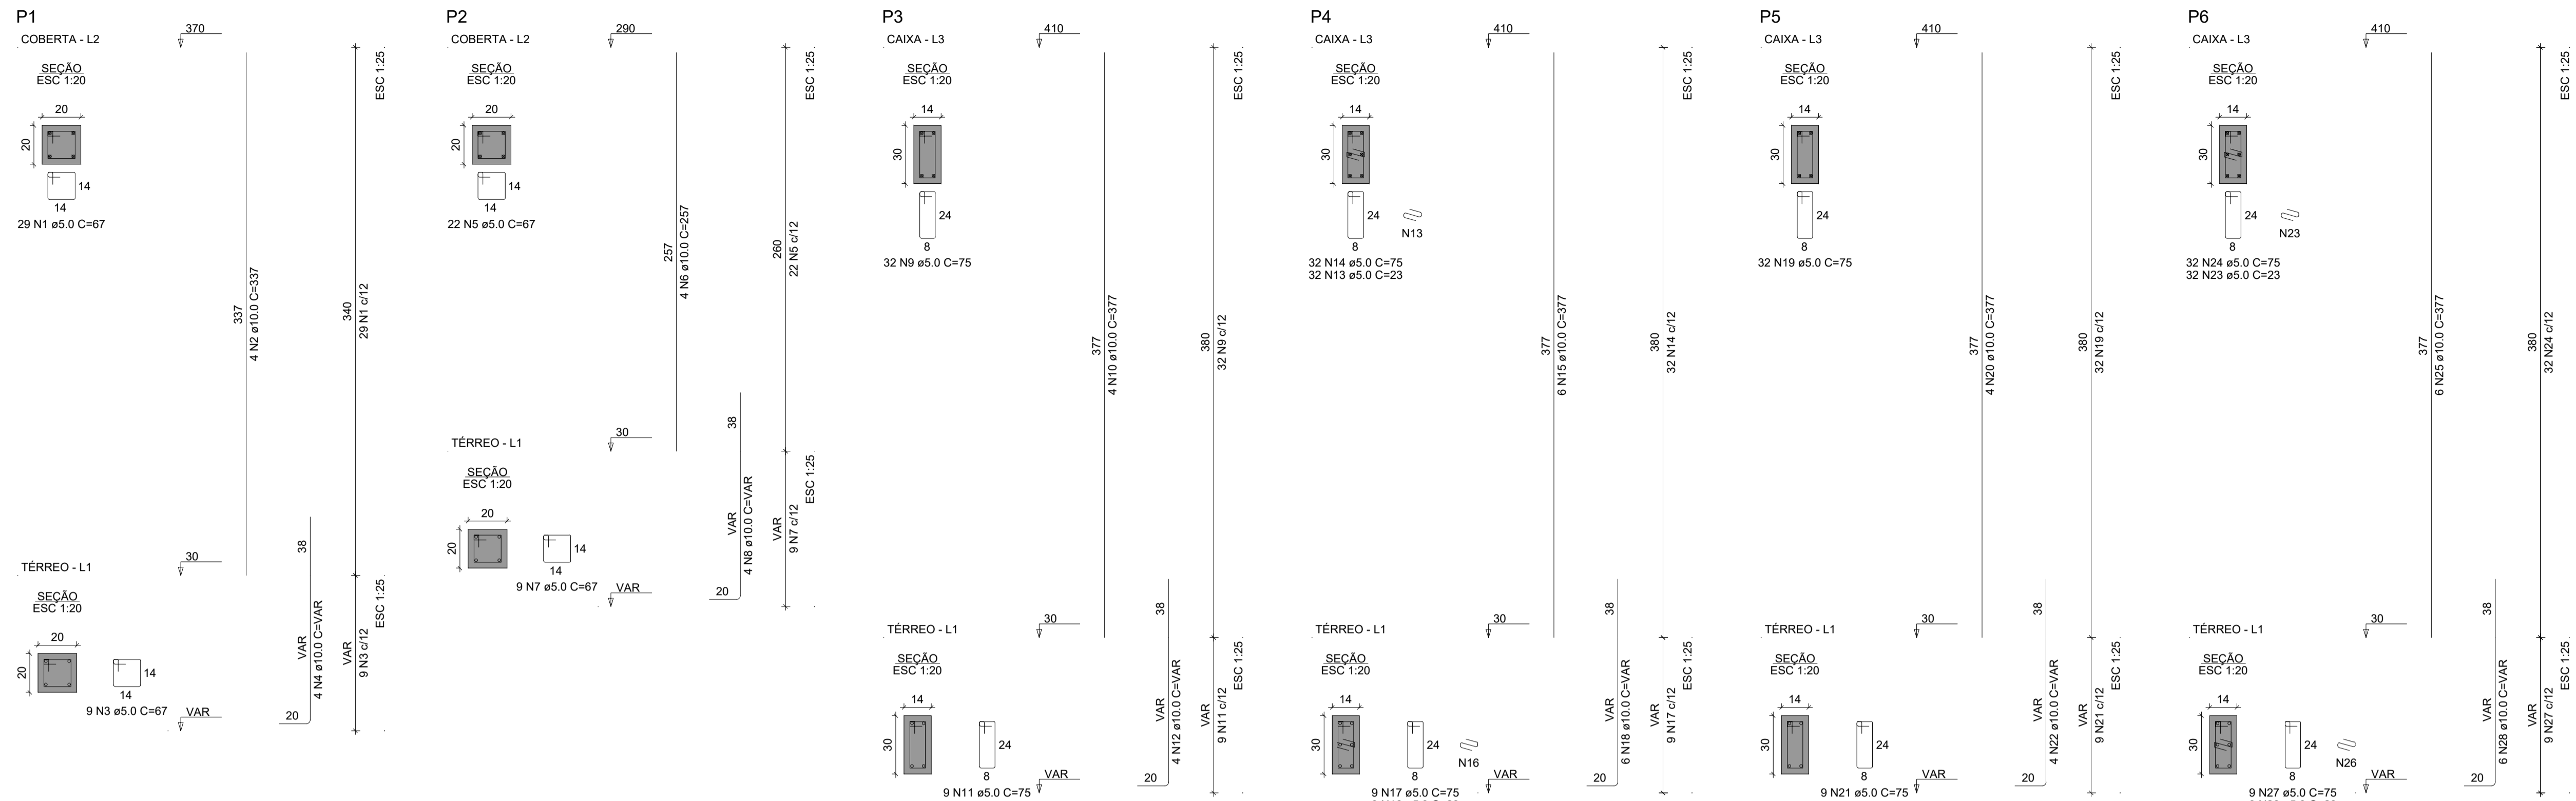 P1
COBERTA - L2
370
SEÇÃO
ESC 1:20
ESC 1:25
20
20
14
14
29 N1 ø5.0 C=67
337
4 N2 ø10.0 C=337
340
29 N1 c/12
TÉRREO - L1
30
SEÇÃO
ESC 1:20
ESC 1:25
20
20
14
14
9 N3 ø5.0 C=67
VAR
38
VAR
4 N4 ø10.0 C=VAR
20
VAR
9 N3 c/12
P2
COBERTA - L2
290
SEÇÃO
ESC 1:20
ESC 1:25
20
20
14
14
22 N5 ø5.0 C=67
257
4 N6 ø10.0 C=257
260
22 N5 c/12
TÉRREO - L1
30
SEÇÃO
ESC 1:20
ESC 1:25
20
20
14
14
9 N7 ø5.0 C=67
VAR
38
VAR
4 N8 ø10.0 C=VAR
20
VAR
9 N7 c/12
P3
CAIXA - L3
410
SEÇÃO
ESC 1:20
ESC 1:25
14
30
24
8
32 N9 ø5.0 C=75
377
4 N10 ø10.0 C=377
380
32 N9 c/12
TÉRREO - L1
30
SEÇÃO
ESC 1:20
ESC 1:25
14
30
24
8
9 N11 ø5.0 C=75
VAR
38
VAR
4 N12 ø10.0 C=VAR
20
VAR
9 N11 c/12
P4
CAIXA - L3
410
SEÇÃO
ESC 1:20
ESC 1:25
14
30
24
8
N13
32 N14 ø5.0 C=75
32 N13 ø5.0 C=23
377
6 N15 ø10.0 C=377
380
32 N14 c/12
TÉRREO - L1
30
SEÇÃO
ESC 1:20
ESC 1:25
14
30
24
8
N16
9 N17 ø5.0 C=75
VAR
38
VAR
6 N18 ø10.0 C=VAR
20
VAR
9 N17 c/12
P5
CAIXA - L3
410
SEÇÃO
ESC 1:20
ESC 1:25
14
30
24
8
32 N19 ø5.0 C=75
377
4 N20 ø10.0 C=377
380
32 N19 c/12
TÉRREO - L1
30
SEÇÃO
ESC 1:20
ESC 1:25
14
30
24
8
9 N21 ø5.0 C=75
VAR
38
VAR
4 N22 ø10.0 C=VAR
20
VAR
9 N21 c/12
P6
CAIXA - L3
410
SEÇÃO
ESC 1:20
ESC 1:25
14
30
24
8
N23
32 N24 ø5.0 C=75
32 N23 ø5.0 C=23
377
6 N25 ø10.0 C=377
380
32 N24 c/12
TÉRREO - L1
30
SEÇÃO
ESC 1:20
ESC 1:25
14
30
24
8
N26
9 N27 ø5.0 C=75
VAR
38
VAR
6 N28 ø10.0 C=VAR
20
VAR
9 N27 c/12